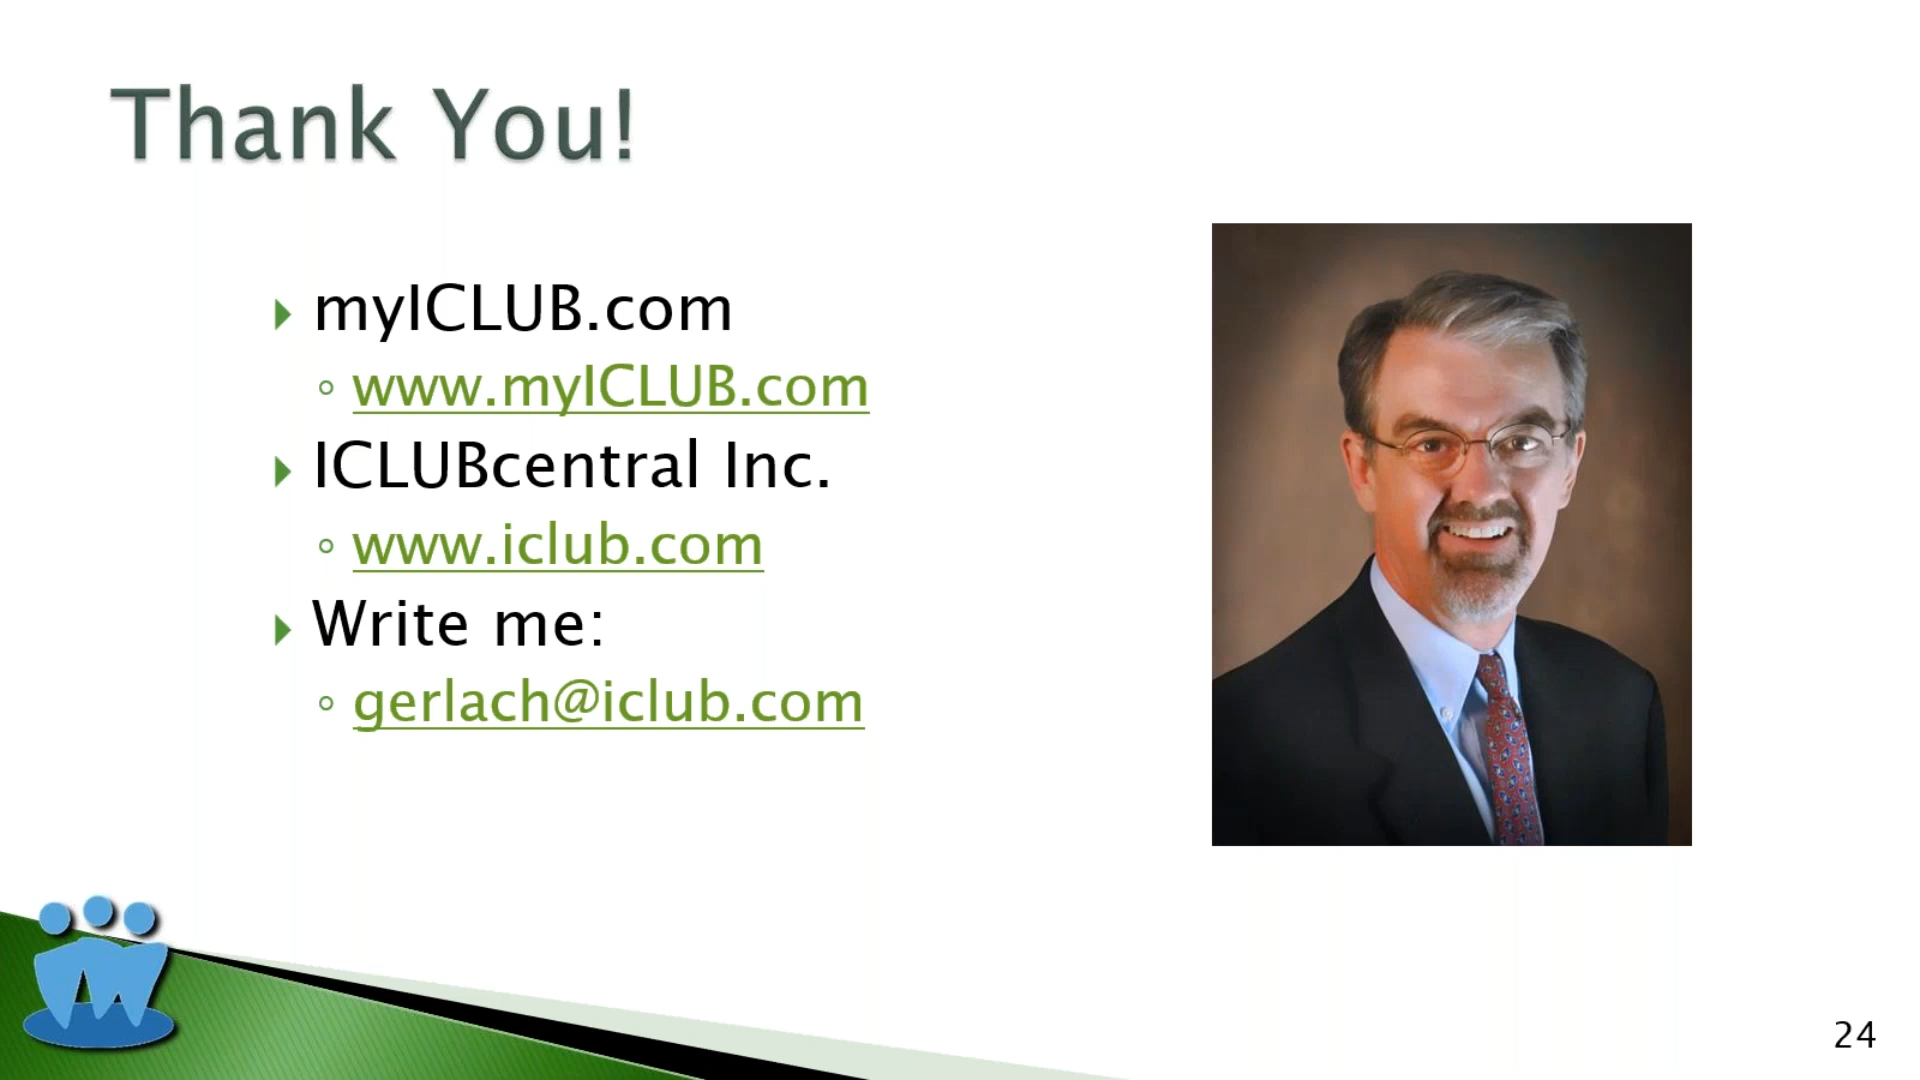 Thank You!
myICLUB.com
www.myICLUB.com
ICLUBcentral Inc.
www.iclub.com
Write me:
gerlach@iclub.com
24